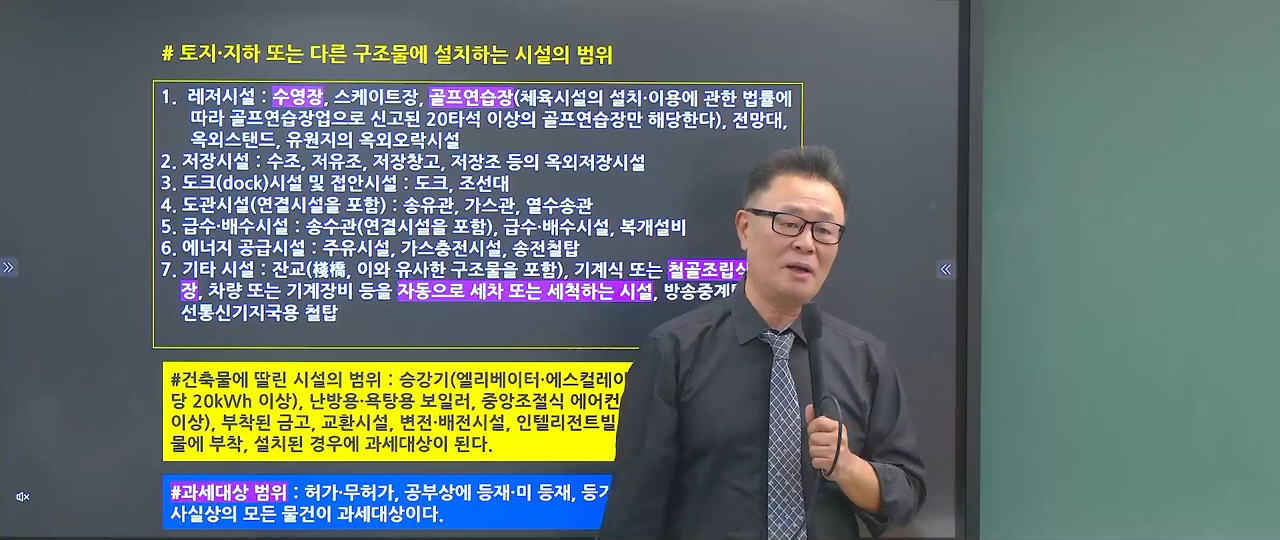 # 토지·지하 또는 다른 구조물에 설치하는 시설의 범위
1. 레저시설 : 수영장, 스케이트장, 골프연습장(체육시설의 설치·이용에 관한 법률에
따라 골프연습장업으로 신고된 20타석 이상의 골프연습장만 해당한다), 전망대,
옥외스탠드, 유원지의 옥외오락시설
2. 저장시설 : 수조, 저유조, 저장창고, 저장조 등의 옥외저장시설
3. 도크(dock)시설 및 접안시설 : 도크, 조선대
4. 도관시설(연결시설을 포함) : 송유관, 가스관, 열수송관
5. 급수·배수시설 : 송수관(연결시설을 포함), 급수·배수시설, 복개설비
6. 에너지 공급시설 : 주유시설, 가스충전시설, 송전철탑
7. 기타 시설 : 잔교(棧橋, 이와 유사한 구조물을 포함), 기계식 또는 철골조립식
장, 차량 또는 기계장비 등을 자동으로 세차 또는 세척하는 시설, 방송중계
선통신기지국용 철탑
#건축물에 딸린 시설의 범위 : 승강기(엘리베이터·에스컬레이
당 20kWh 이상), 난방용·욕탕용 보일러, 중앙조절식 에어컨
이상), 부착된 금고, 교환시설, 변전·배전시설, 인텔리전트빌
물에 부착, 설치된 경우에 과세대상이 된다.
#과세대상 범위 : 허가·무허가, 공부상에 등재·미 등재, 등기
사실상의 모든 물건이 과세대상이다.